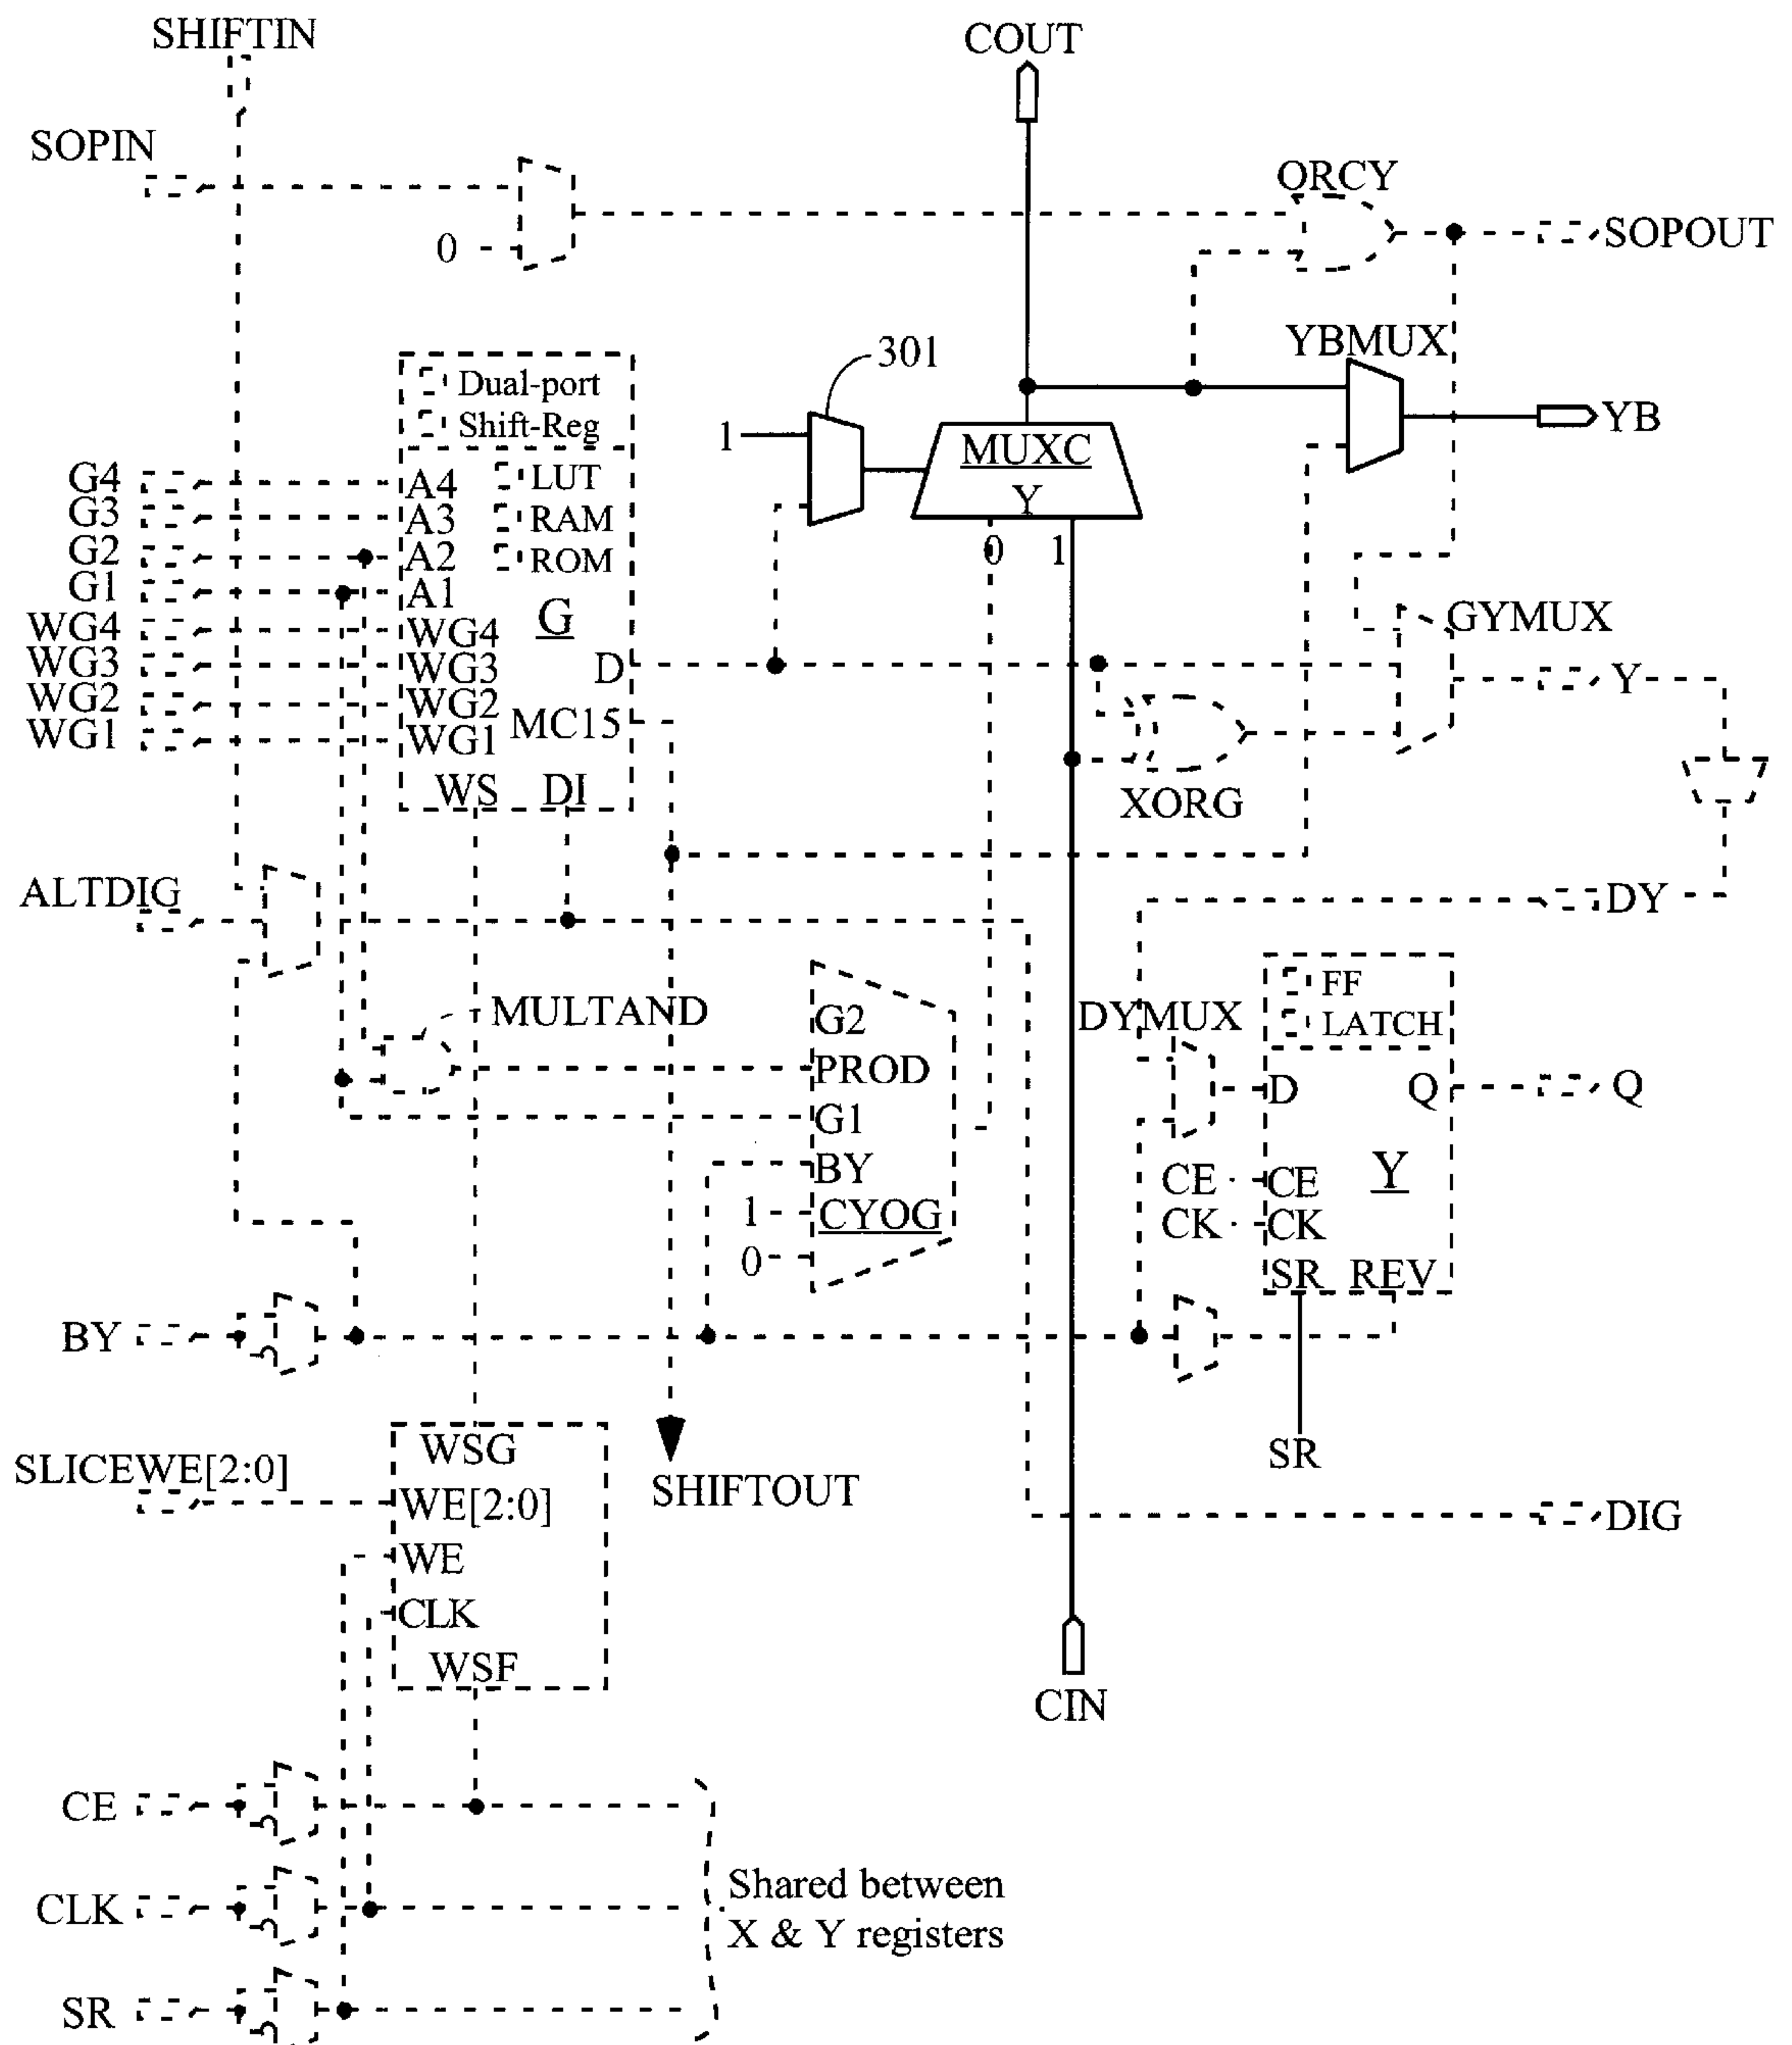 SHIFTIN
COUT
SOPIN
ORCY
0
SOPOUT
YBMUX
301
Dual-port
Shift-Reg
1
YB
MUXC
Y
G4
A4
LUT
G3
A3
RAM
G2
A2
ROM
0
1
G1
A1
WG4
WG4
G
GYMUX
WG3
WG3
D
Y
WG2
WG2
MC15
WG1
WG1
WS
DI
XORG
ALTDIG
DY
MULTAND
G2
DYMUX
FF
LATCH
PROD
D
Q
Q
G1
BY
CE
CE
Y
1
CYOG
CK
CK
0
SR
REV
BY
WSG
SR
SLICEWE[2:0]
WE[2:0]
SHIFTOUT
DIG
WE
CLK
WSF
CIN
CE
CLK
Shared between
X & Y registers
SR